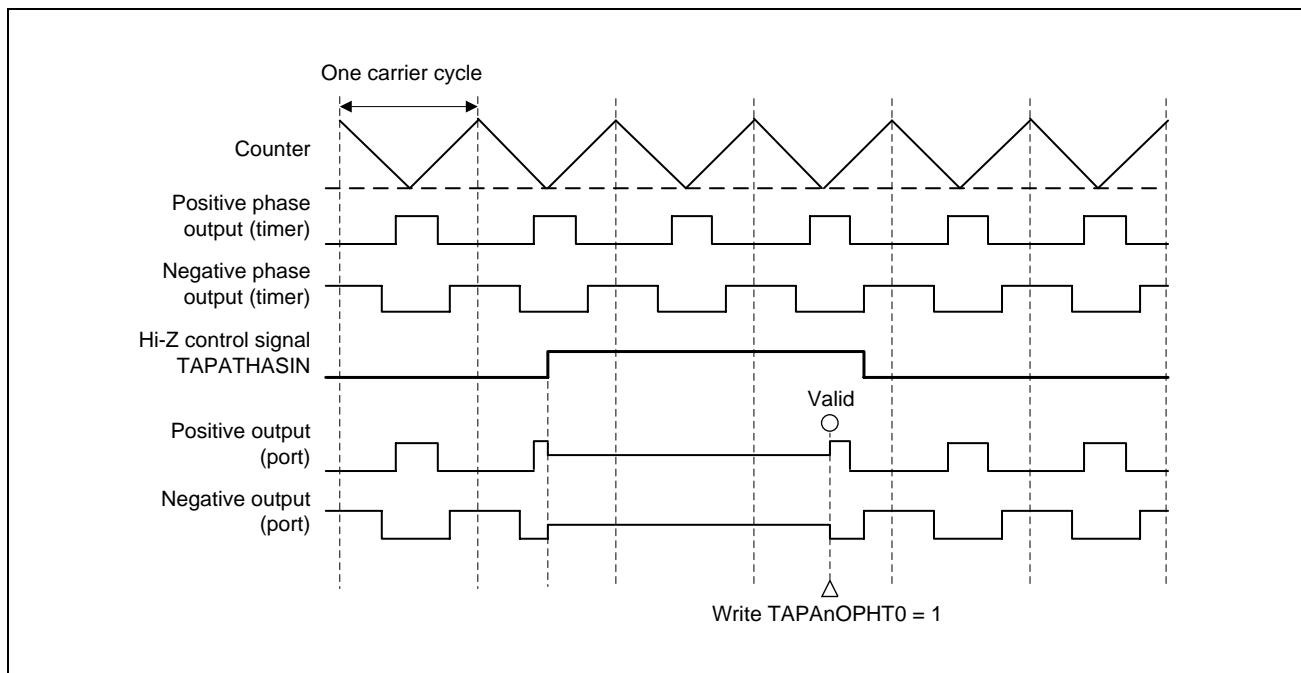 One carrier cycle
Counter
Positive phase
output (timer)
Negative phase
output (timer)
Hi-Z control signal
TAPATHASIN
Valid
Positive output
(port)
Negative output
(port)
Write TAPAnOPHT0 = 1